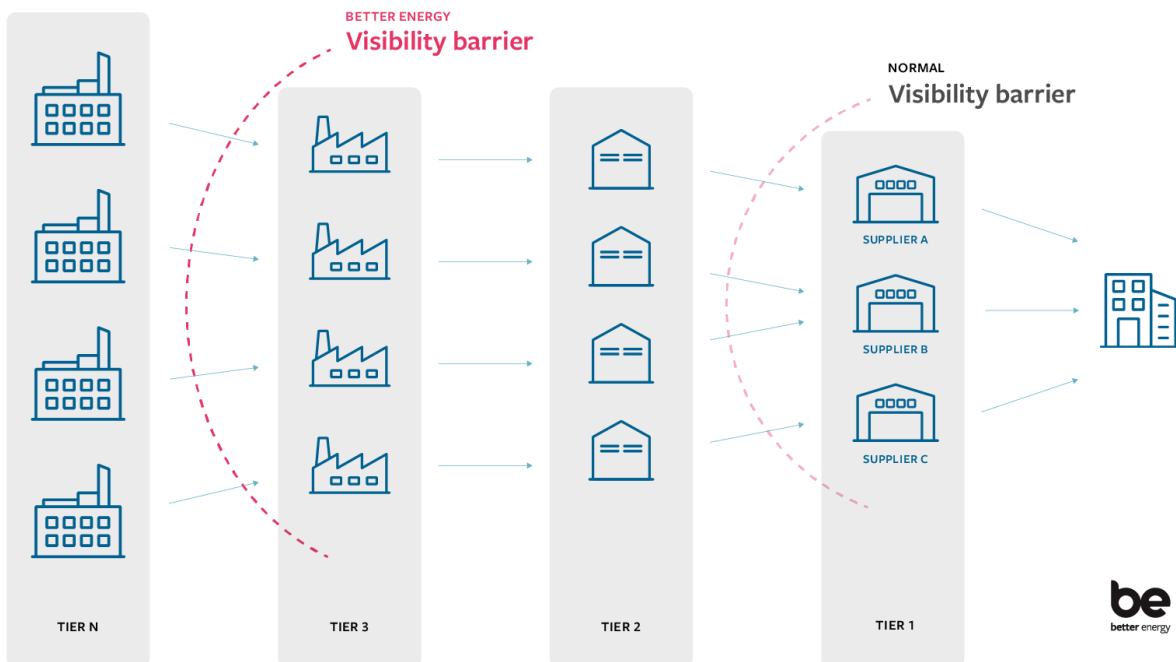 BETTER ENERGY
Visibility barrier
NORMAL
Visibility barrier
SUPPLIER A
SUPPLIER B
SUPPLIER C
TIER N
TIER 3
TIER 2
TIER 1
be
better energy